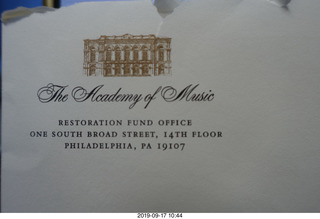 The Academy of Music
RESTORATION FUND OFFICE
ONE SOUTH BROAD STREET, 14TH FLOOR
PHILADELPHIA, PA 19107
2019-09-17 10:44